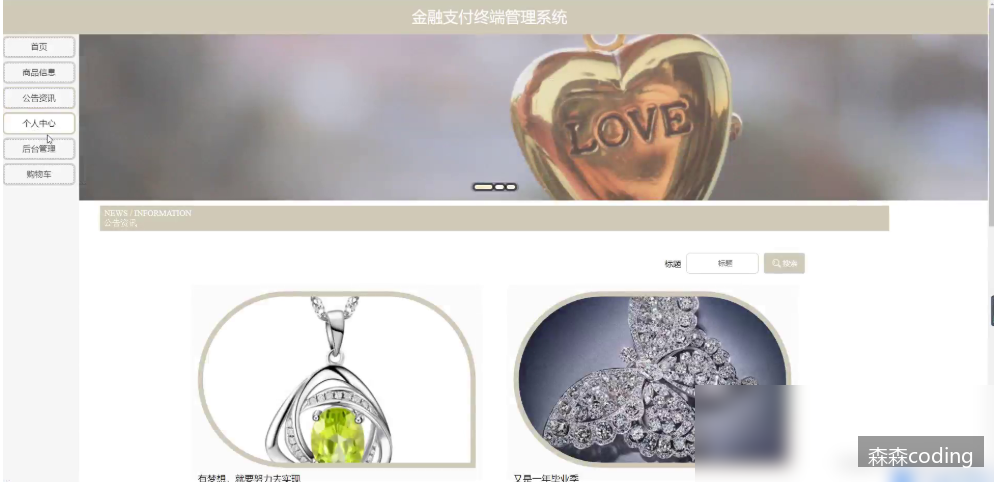 金融支付终端管理系统
首页
商品信息
公告资讯
个人中心
后台管理
购物车
LOVE
NEWS / INFORMATION
公告资讯
标题
标题
搜索
有梦想，就要努力去实现
又是一年毕业季
森森coding